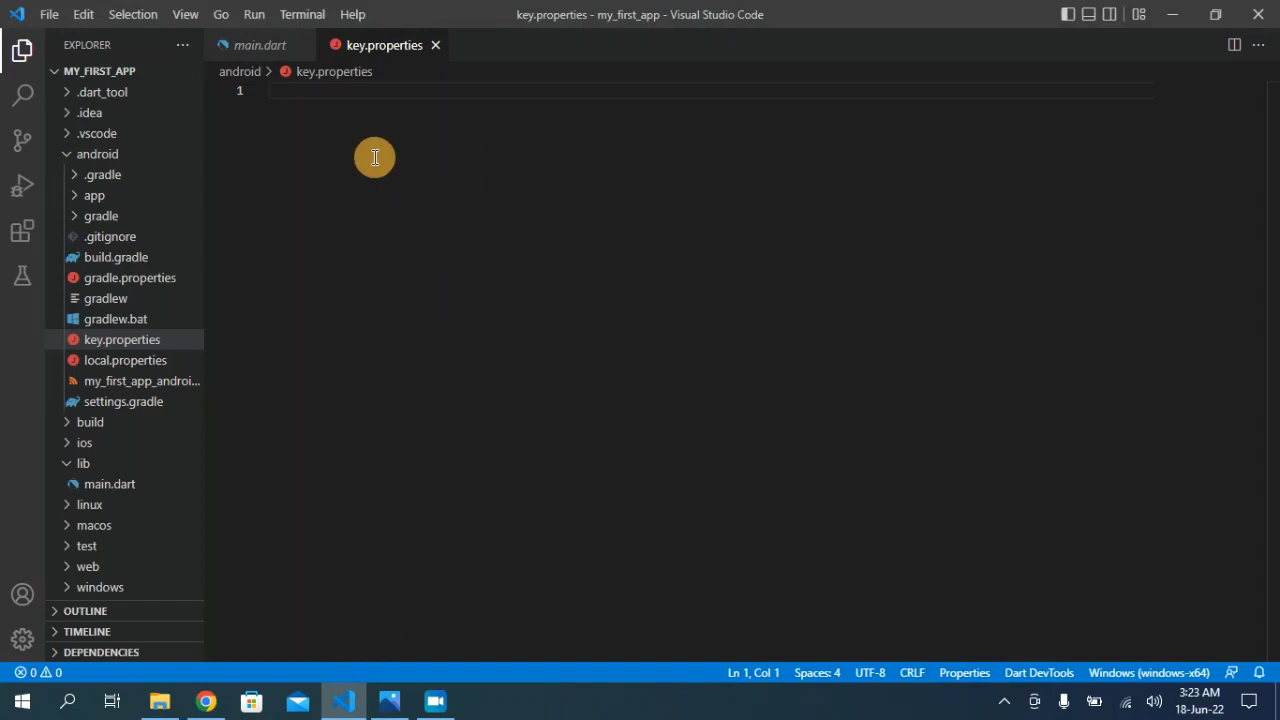 File Edit Selection View Go Run Terminal Help
key.properties - my_first_app - Visual Studio Code
EXPLORER
main.dart
key.properties
android > key.properties
MY_FIRST_APP
1
.dart_tool
.idea
.vscode
android
.gradle
app
gradle
.gitignore
build.gradle
gradle.properties
gradlew
gradlew.bat
key.properties
local.properties
my_first_app_androi...
settings.gradle
build
ios
lib
main.dart
linux
macos
test
web
windows
OUTLINE
TIMELINE
DEPENDENCIES
0 0
Ln 1, Col 1 Spaces: 4 UTF-8 CRLF Properties Dart DevTools Windows (windows-x64)
3:23 AM
18-Jun-22